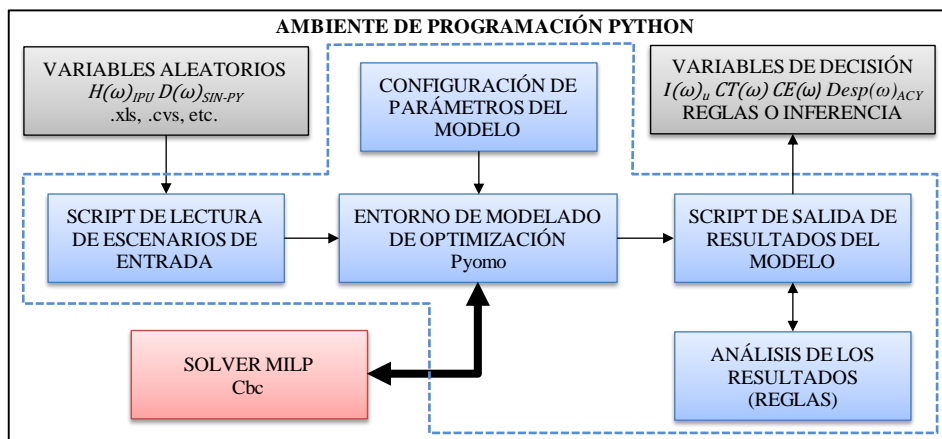 AMBIENTE DE PROGRAMACIÓN PYTHON
VARIABLES ALEATORIOS
H(ω)IPU D(ω)SIN-PY
.xls, .cvs, etc.
CONFIGURACIÓN DE
PARÁMETROS DEL
MODELO
VARIABLES DE DECISIÓN
I(ω)u CT(ω) CE(ω) Desp(ω)ACY
REGLAS O INFERENCIA
SCRIPT DE LECTURA
DE ESCENARIOS DE
ENTRADA
ENTORNO DE MODELADO
DE OPTIMIZACIÓN
Pyomo
SCRIPT DE SALIDA DE
RESULTADOS DEL
MODELO
SOLVER MILP
Cbc
ANÁLISIS DE LOS
RESULTADOS
(REGLAS)